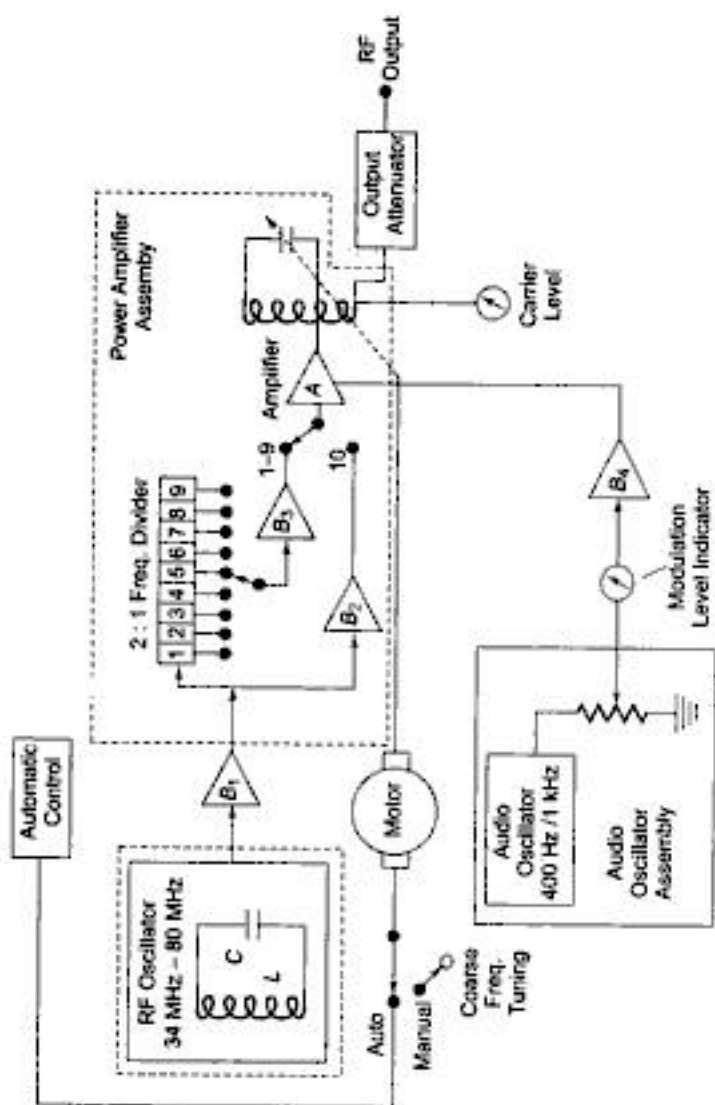 Automatic
Control
RF Oscillator
34 MHz – 80 MHz
C
L
B1
2 : 1 Freq. Divider
1 2 3 4 5 6 7 8 9
Power Amplifier
Assemby
B3
1–9
B2
10
Amplifier
A
RF
Output
Output
Attenuator
Carrier
Level
Auto
Manual
Coarse
Freq.
Tuning
Motor
Audio
Oscillator
400 Hz /1 kHz
Audio
Oscillator
Assembly
Modulation
Level Indicator
B4